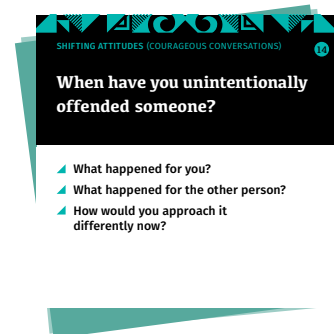 SHIFTING ATTITUDES (COURAGEOUS CONVERSATIONS)
14
When have you unintentionally
offended someone?
What happened for you?
What happened for the other person?
How would you approach it
differently now?